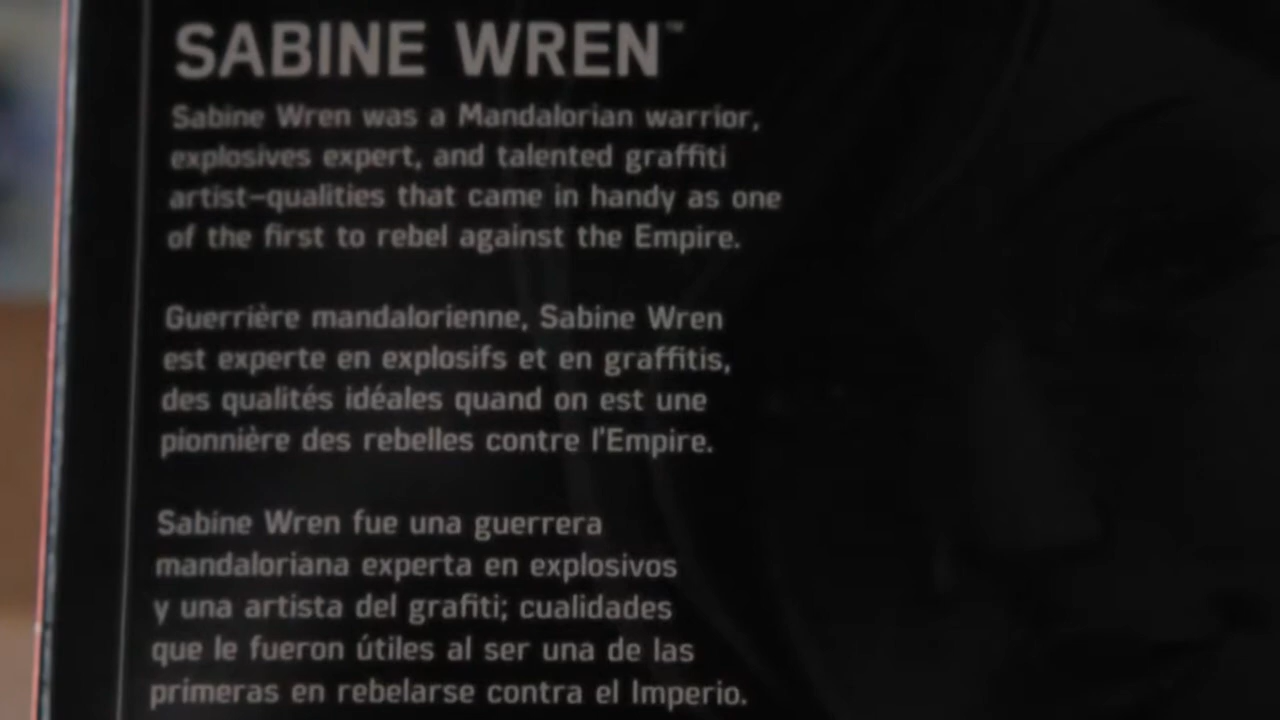 SABINE WREN™
Sabine Wren was a Mandalorian warrior,
explosives expert, and talented graffiti
artist–qualities that came in handy as one
of the first to rebel against the Empire.
Guerrière mandalorienne, Sabine Wren
est experte en explosifs et en graffitis,
des qualités idéales quand on est une
pionnière des rebelles contre l'Empire.
Sabine Wren fue una guerrera
mandaloriana experta en explosivos
y una artista del grafiti; cualidades
que le fueron útiles al ser una de las
primeras en rebelarse contra el Imperio.